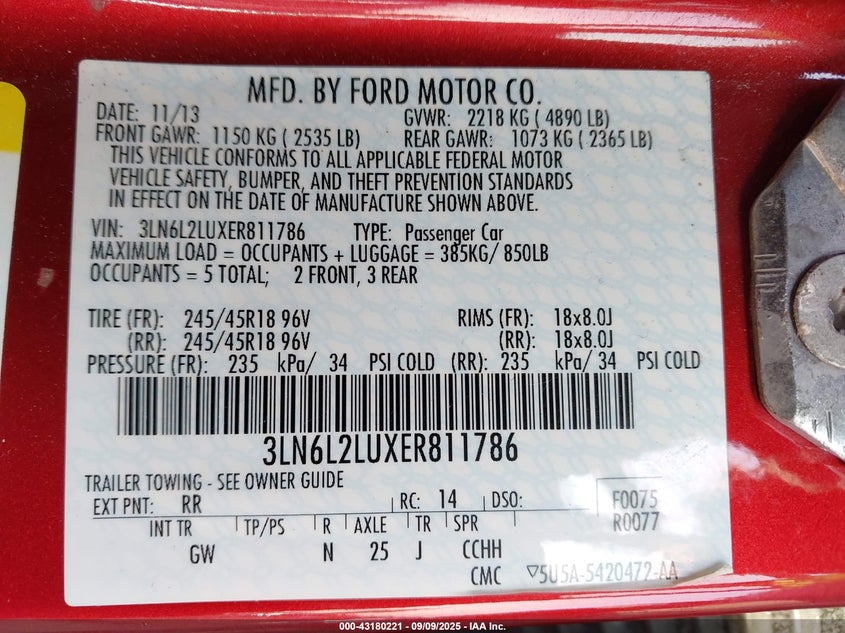 MFD. BY FORD MOTOR CO.
DATE: 11/13 GVWR: 2218 KG ( 4890 LB)
FRONT GAWR: 1150 KG ( 2535 LB) REAR GAWR: 1073 KG ( 2365 LB)
THIS VEHICLE CONFORMS TO ALL APPLICABLE FEDERAL MOTOR
VEHICLE SAFETY, BUMPER, AND THEFT PREVENTION STANDARDS
IN EFFECT ON THE DATE OF MANUFACTURE SHOWN ABOVE.
VIN: 3LN6L2LUXER811786 TYPE: Passenger Car
MAXIMUM LOAD = OCCUPANTS + LUGGAGE = 385KG/ 850LB
OCCUPANTS = 5 TOTAL; 2 FRONT, 3 REAR
TIRE (FR): 245/45R18 96V RIMS (FR): 18x8.0J
(RR): 245/45R18 96V (RR): 18x8.0J
PRESSURE (FR): 235 kPa/ 34 PSI COLD (RR): 235 kPa/ 34 PSI COLD
3LN6L2LUXER811786
TRAILER TOWING - SEE OWNER GUIDE
EXT PNT: RR RC: 14 DSO: F0075
INT TR TP/PS R AXLE TR SPR R0077
GW N 25 J CCHH
CMC ▽5U5A-5420472-AA
000-43180221 - 09/09/2025 - IAA Inc.